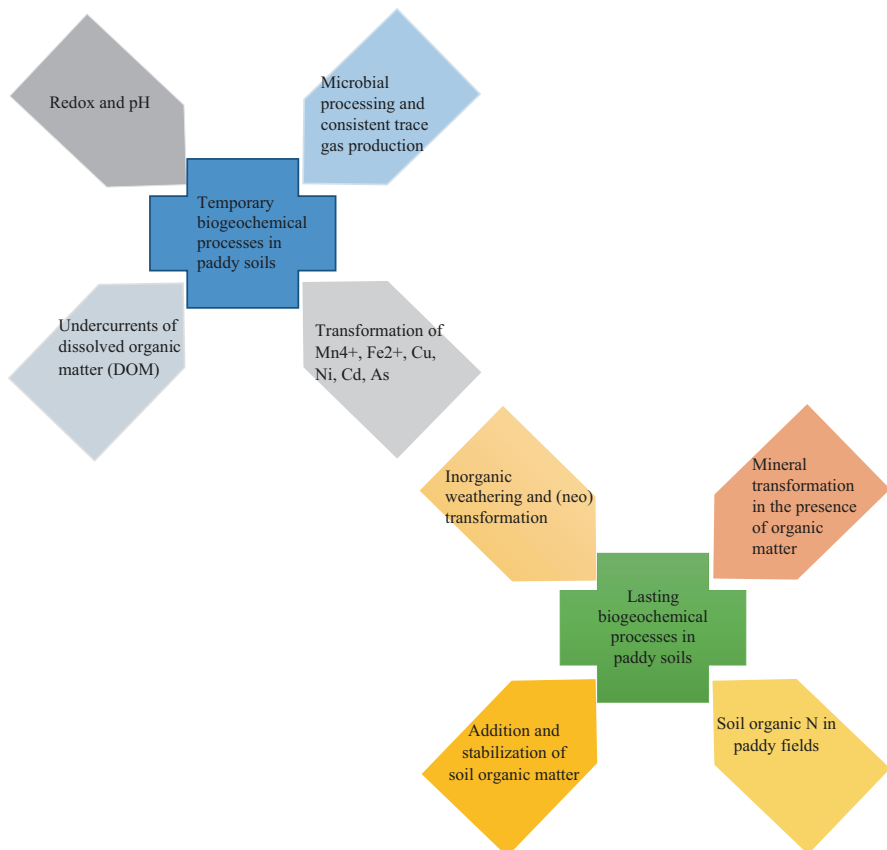 Redox and pH
Microbial
processing and
consistent trace
gas production
Temporary
biogeochemical
processes in
paddy soils
Undercurrents of
dissolved organic
matter (DOM)
Transformation of
Mn4+, Fe2+, Cu,
Ni, Cd, As
Inorganic
weathering and (neo)
transformation
Mineral
transformation
in the presence
of organic
matter
Lasting
biogeochemical
processes in
paddy soils
Addition and
stabilization of
soil organic matter
Soil organic N in
paddy fields